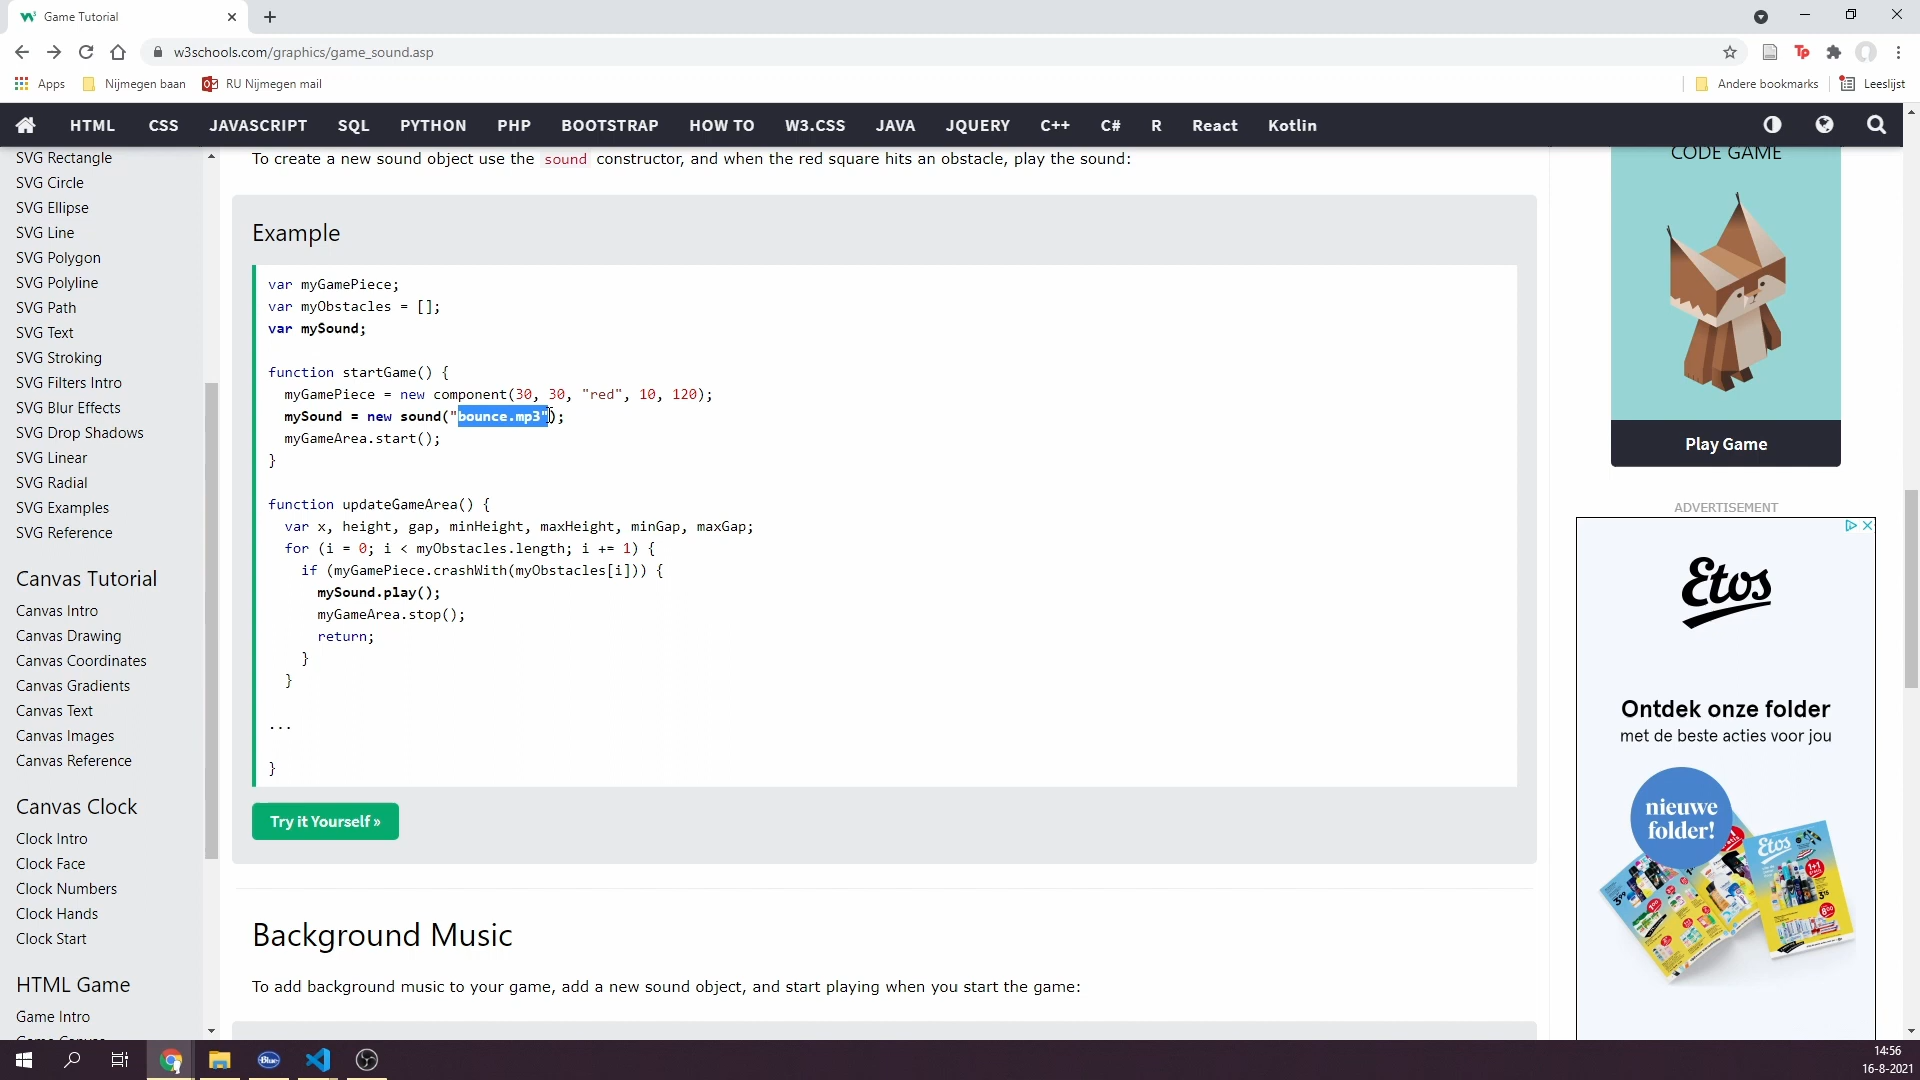 Game Tutorial
w3schools.com/graphics/game_sound.asp
Apps
Nijmegen baan
RU Nijmegen mail
Andere bookmarks
Leeslijst
HTML
CSS
JAVASCRIPT
SQL
PYTHON
PHP
BOOTSTRAP
HOW TO
W3.CSS
JAVA
JQUERY
C++
C#
R
React
Kotlin
SVG Rectangle
SVG Circle
SVG Ellipse
SVG Line
SVG Polygon
SVG Polyline
SVG Path
SVG Text
SVG Stroking
SVG Filters Intro
SVG Blur Effects
SVG Drop Shadows
SVG Linear
SVG Radial
SVG Examples
SVG Reference
Canvas Tutorial
Canvas Intro
Canvas Drawing
Canvas Coordinates
Canvas Gradients
Canvas Text
Canvas Images
Canvas Reference
Canvas Clock
Clock Intro
Clock Face
Clock Numbers
Clock Hands
Clock Start
HTML Game
Game Intro
To create a new sound object use the sound constructor, and when the red square hits an obstacle, play the sound:
Example
var myGamePiece;
var myObstacles = [];
var mySound;
function startGame() {
myGamePiece = new component(30, 30, "red", 10, 120);
mySound = new sound("bounce.mp3");
myGameArea.start();
}
function updateGameArea() {
var x, height, gap, minHeight, maxHeight, minGap, maxGap;
for (i = 0; i < myObstacles.length; i += 1) {
if (myGamePiece.crashWith(myObstacles[i])) {
mySound.play();
myGameArea.stop();
return;
}
}
...
}
Try it Yourself »
Background Music
To add background music to your game, add a new sound object, and start playing when you start the game:
CODE GAME
Play Game
ADVERTISEMENT
Etos
Ontdek onze folder
met de beste acties voor jou
nieuwe
folder!
Etos
Tp
Blue
14:56
16-8-2021